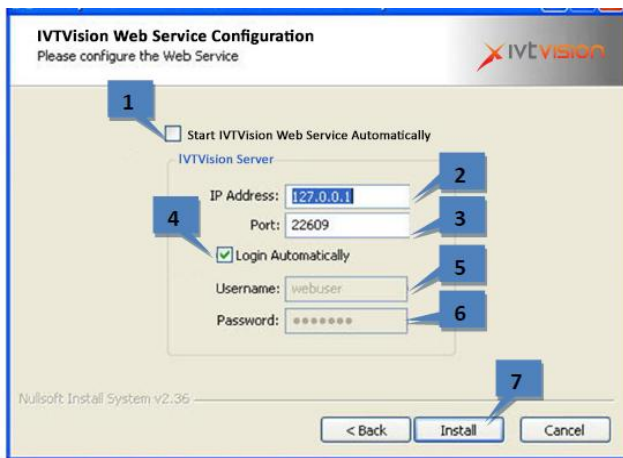 IVTVision Web Service Configuration
Please configure the Web Service
ivtvision
1
Start IVTVision Web Service Automatically
IVTVision Server
2
IP Address: 127.0.0.1
3
Port: 22609
4
Login Automatically
5
Username: webuser
6
Password: ●●●●●●●
7
Nullsoft Install System v2.36
< Back Install Cancel